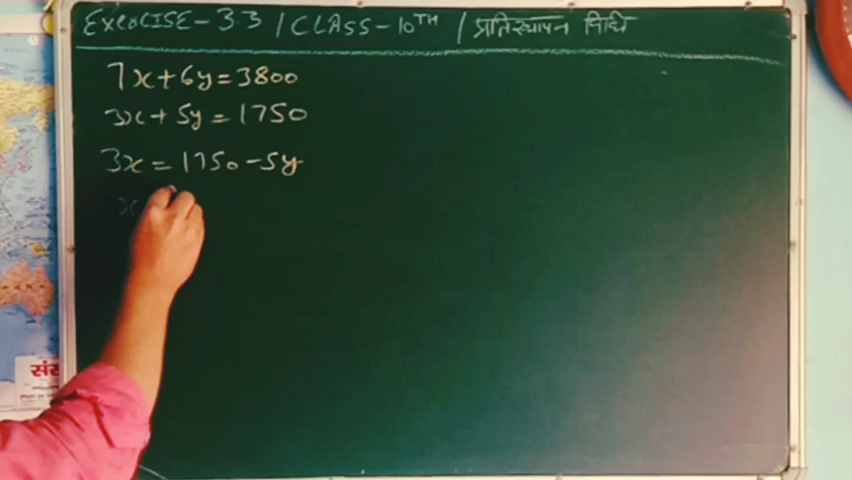 EXERCISE-3.3 / CLASS-10TH / प्रतिस्थापन विधि
7x+6y=3800
3x+5y=1750
3x=1750-5y
x
संस